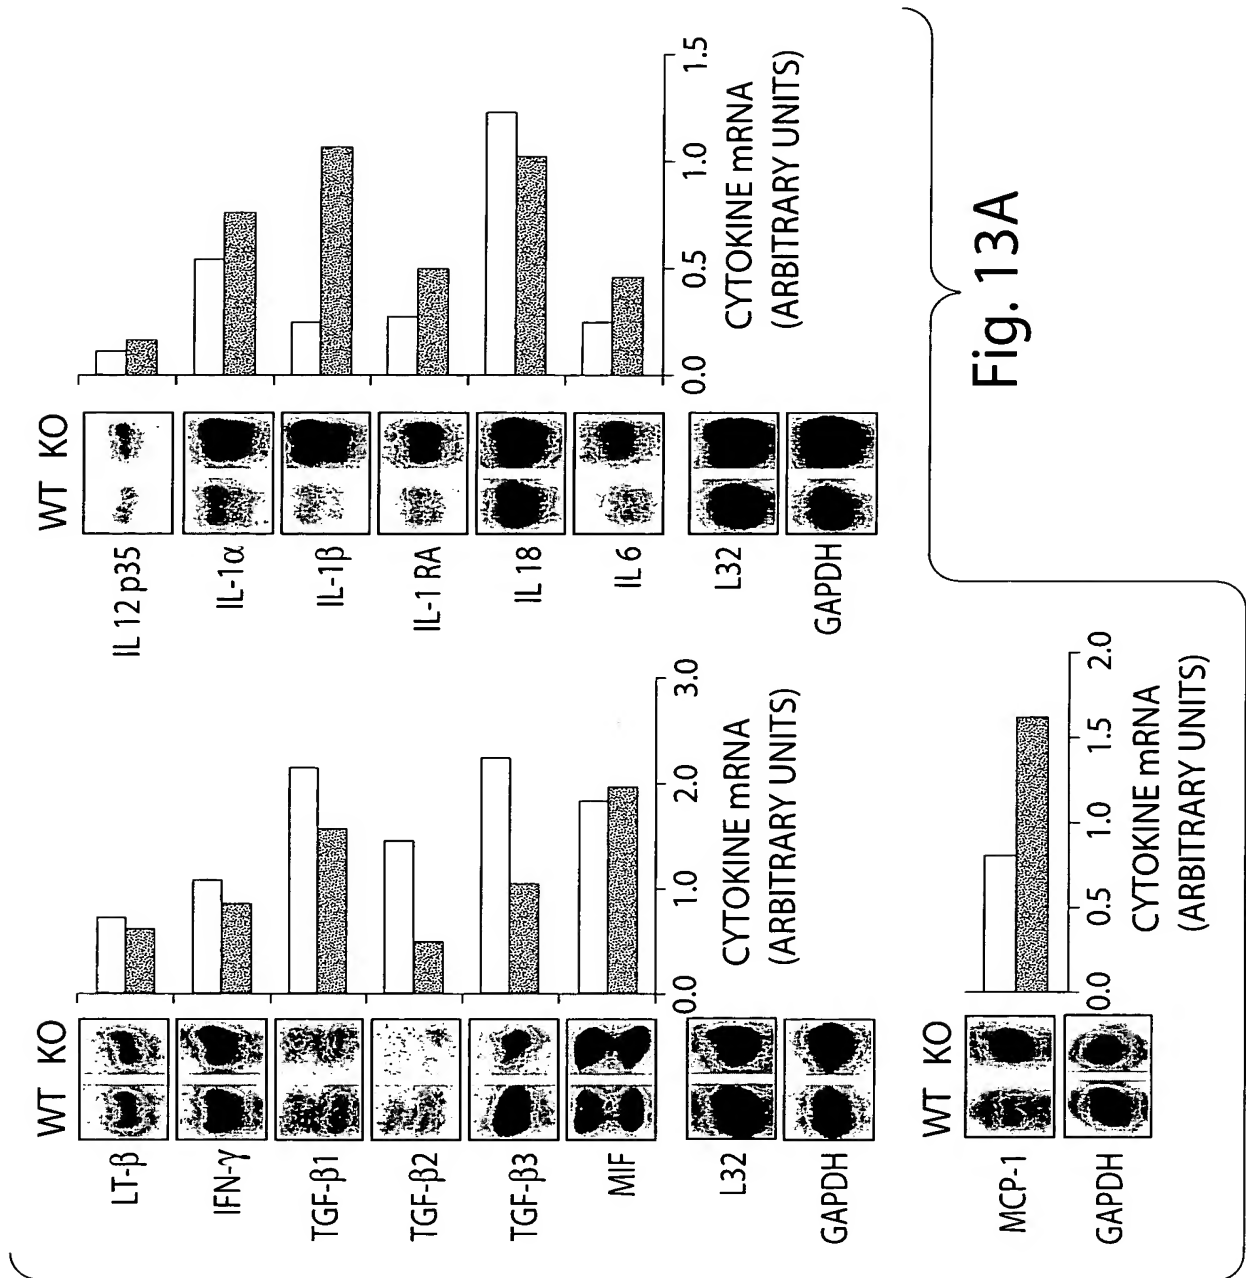 WT KO
LT-β
IFN-γ
TGF-β1
TGF-β2
TGF-β3
MIF
L32
GAPDH
0.0 1.0 2.0 3.0
CYTOKINE mRNA
(ARBITRARY UNITS)
WT KO
IL 12 p35
IL-1α
IL-1β
IL-1 RA
IL 18
IL 6
L32
GAPDH
0.0 0.5 1.0 1.5
CYTOKINE mRNA
(ARBITRARY UNITS)
WT KO
MCP-1
GAPDH
0.0 0.5 1.0 1.5 2.0
CYTOKINE mRNA
(ARBITRARY UNITS)
Fig. 13A